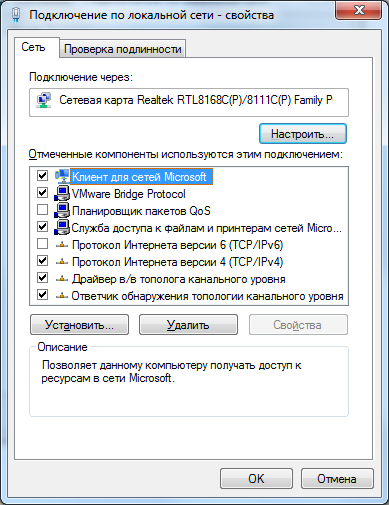 Подключение по локальной сети - свойства
Сеть
Проверка подлинности
Подключение через:
Сетевая карта Realtek RTL8168C(P)/8111C(P) Family P
Настроить...
Отмеченные компоненты используются этим подключением:
Клиент для сетей Microsoft
VMware Bridge Protocol
Планировщик пакетов QoS
Служба доступа к файлам и принтерам сетей Micro...
Протокол Интернета версии 6 (TCP/IPv6)
Протокол Интернета версии 4 (TCP/IPv4)
Драйвер в/в тополога канального уровня
Ответчик обнаружения топологии канального уровня
Установить...
Удалить
Свойства
Описание
Позволяет данному компьютеру получать доступ к
ресурсам в сети Microsoft.
OK
Отмена